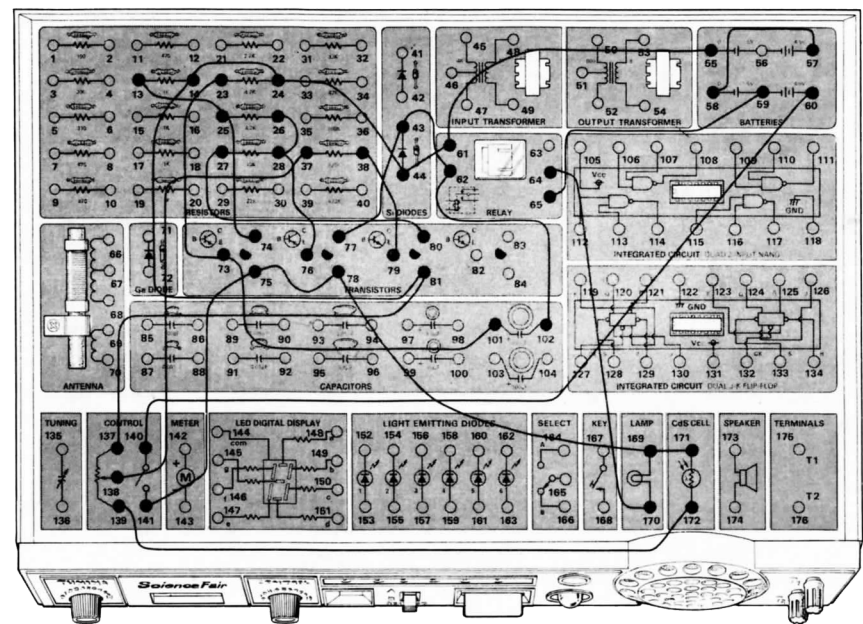 1 2 11 12 21 22 31 32
3 4 13 14 23 24 33 34
5 6 15 16 25 26 35 36
7 8 17 18 27 28 37 38
9 10 19 20 29 30 39 40
RESISTORS
41
42
43
44
Si DIODES
45 48
46
47 49
INPUT TRANSFORMER
50 53
51
52 54
OUTPUT TRANSFORMER
55 56 57
58 59 60
BATTERIES
61 63
62 64
65
RELAY
105 106 107 108 109 110 111
Vcc
GND
112 113 114 115 116 117 118
INTEGRATED CIRCUIT QUAD 2-INPUT NAND
66
67
68
69
70
ANTENNA
71
72
Ge DIODE
74 77 80 83
73 76 79 82
75 78 81 84
TRANSISTORS
119 120 121 122 123 124 125 126
GND
Vcc
127 128 129 130 131 132 133 134
INTEGRATED CIRCUIT DUAL J-K FLIP-FLOP
85 86 89 90 93 94 97 98 101 102
87 88 91 92 95 96 99 100 103 104
CAPACITORS
TUNING
135
136
CONTROL
137 140
138
139 141
METER
142
+
M
143
LED DIGITAL DISPLAY
144 148
com
145 149
146 150
147 151
LIGHT EMITTING DIODES
152 154 156 158 160 162
153 155 157 159 161 163
SELECT
164
165
166
KEY
167
168
LAMP
169
170
CdS CELL
171
172
SPEAKER
173
174
TERMINALS
175
T1
T2
176
Science Fair